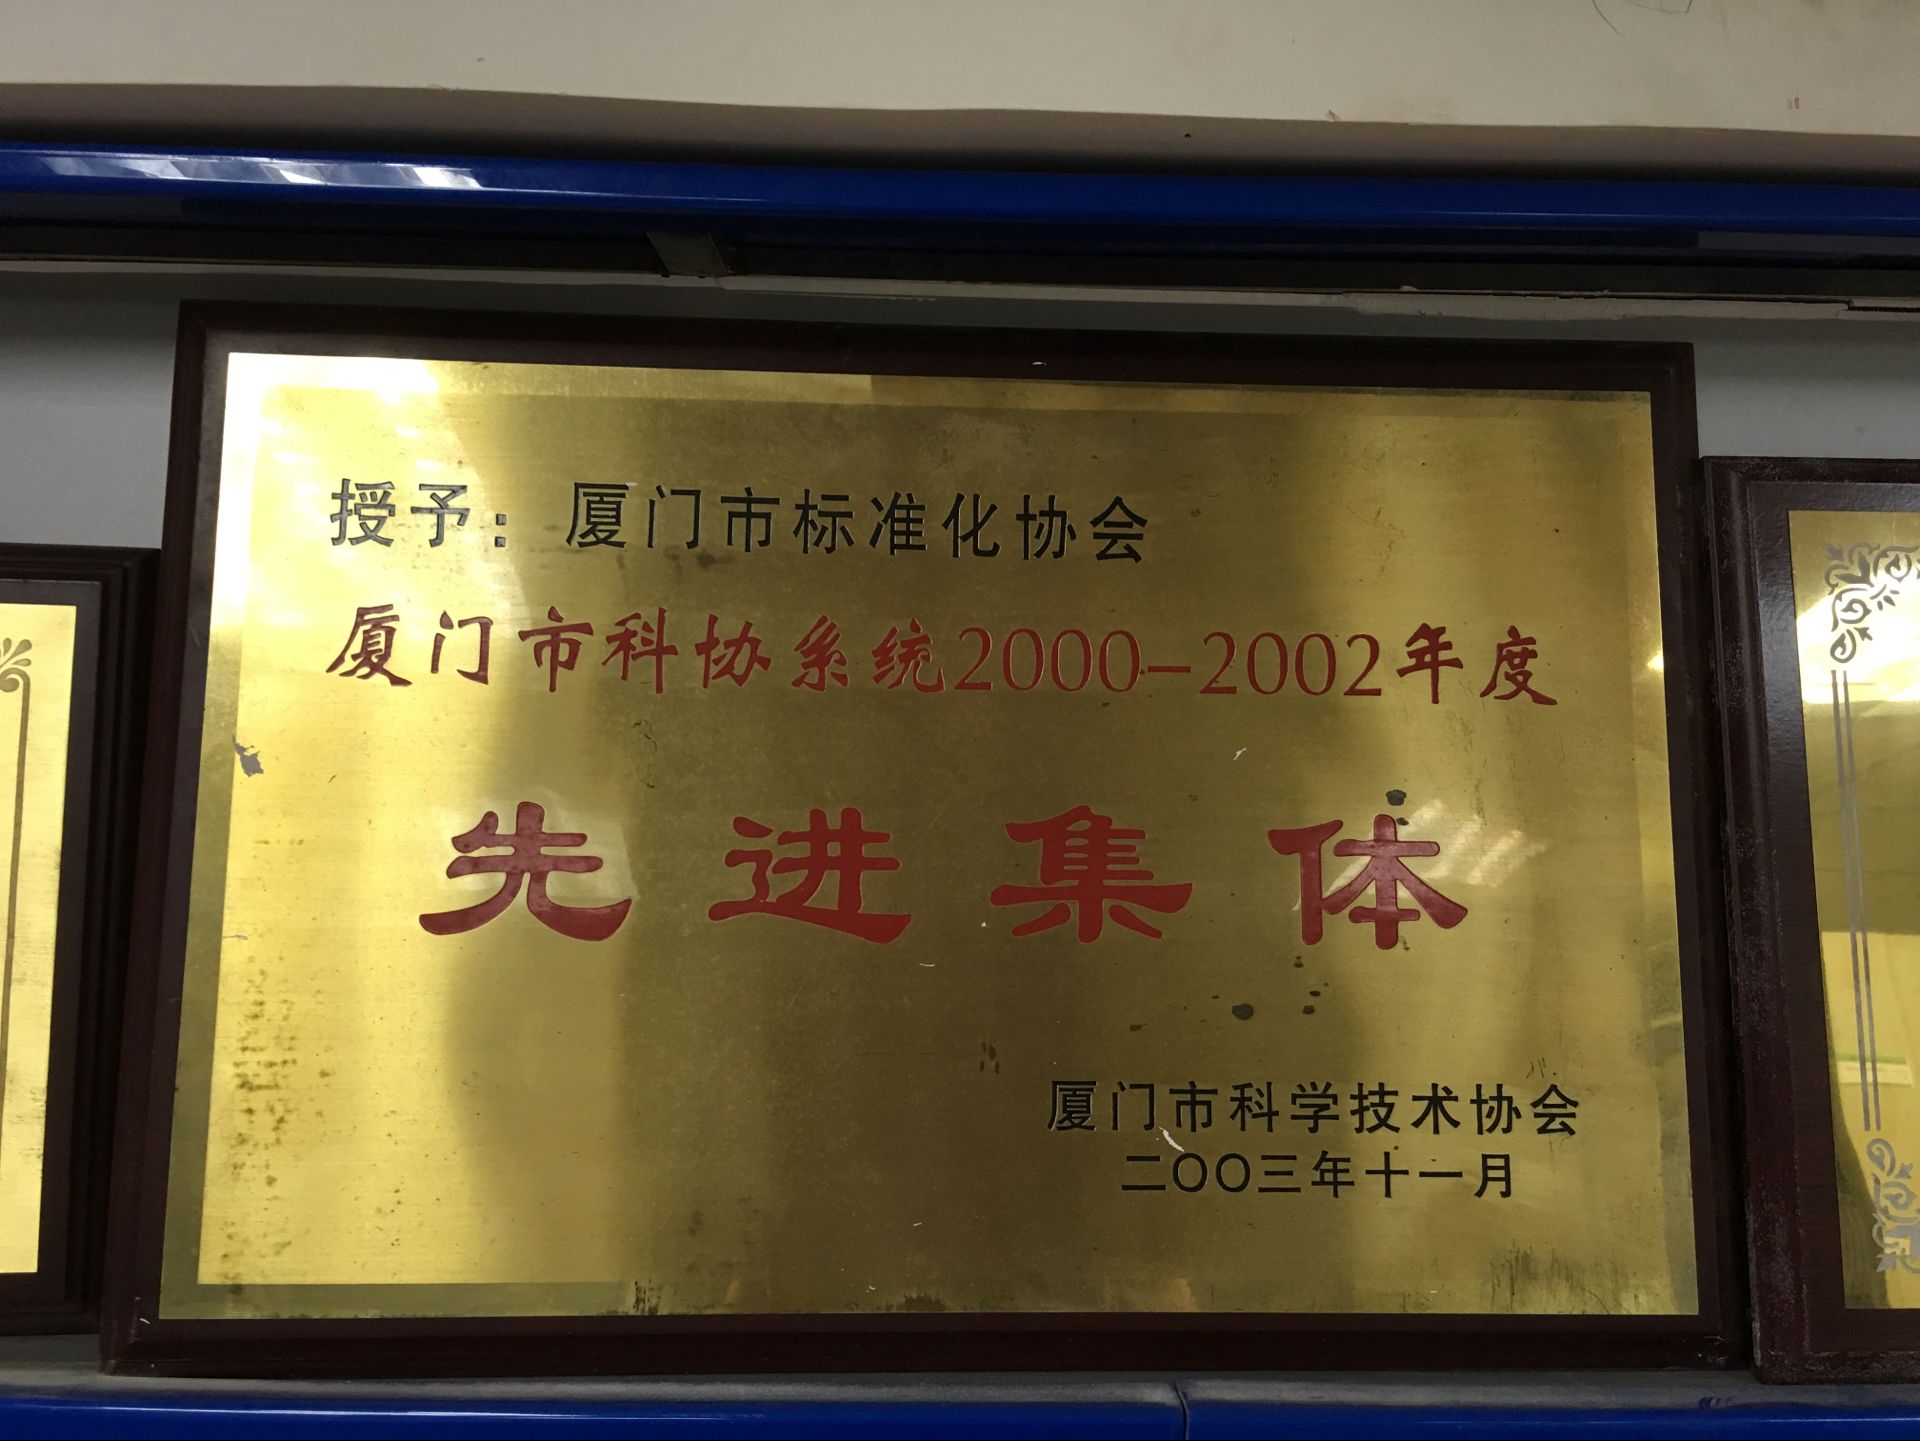 授予：厦门市标准化协会
厦门市科协系统2000-2002年度
先进集体
厦门市科学技术协会
二〇〇三年十一月